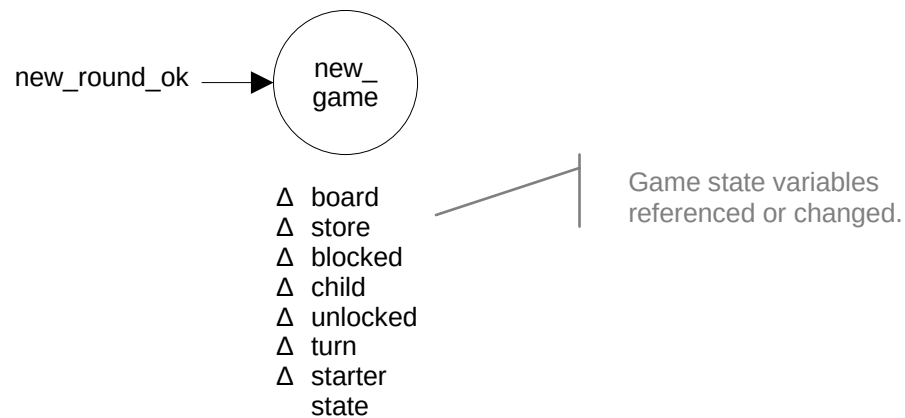 new_round_ok
new_
game
Δ board
Δ store
Δ blocked
Δ child
Δ unlocked
Δ turn
Δ starter
state
Game state variables
referenced or changed.